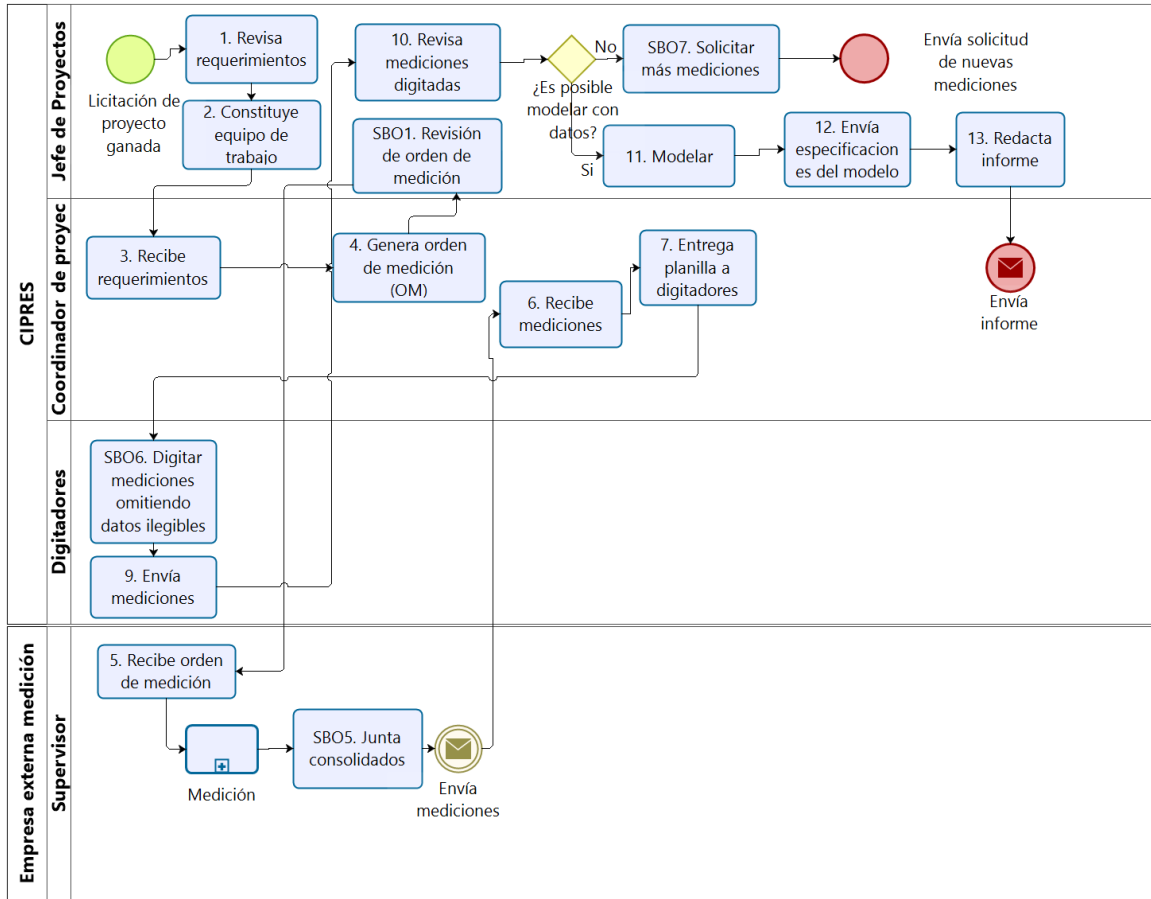 CIPRES
Jefe de Proyectos
Licitación de
proyecto
ganada
1. Revisa
requerimientos
2. Constituye
equipo de
trabajo
10. Revisa
mediciones
digitadas
SBO1. Revisión
de orden de
medición
¿Es posible
modelar con
datos?
No
Si
SBO7. Solicitar
más mediciones
Envía solicitud
de nuevas
mediciones
11. Modelar
12. Envía
especificacion
es del modelo
13. Redacta
informe
Coordinador de proyec
3. Recibe
requerimientos
4. Genera orden
de medición
(OM)
6. Recibe
mediciones
7. Entrega
planilla a
digitadores
Envía
informe
Digitadores
SBO6. Digitar
mediciones
omitiendo
datos ilegibles
9. Envía
mediciones
Empresa externa medición
Supervisor
5. Recibe orden
de medición
Medición
SBO5. Junta
consolidados
Envía
mediciones